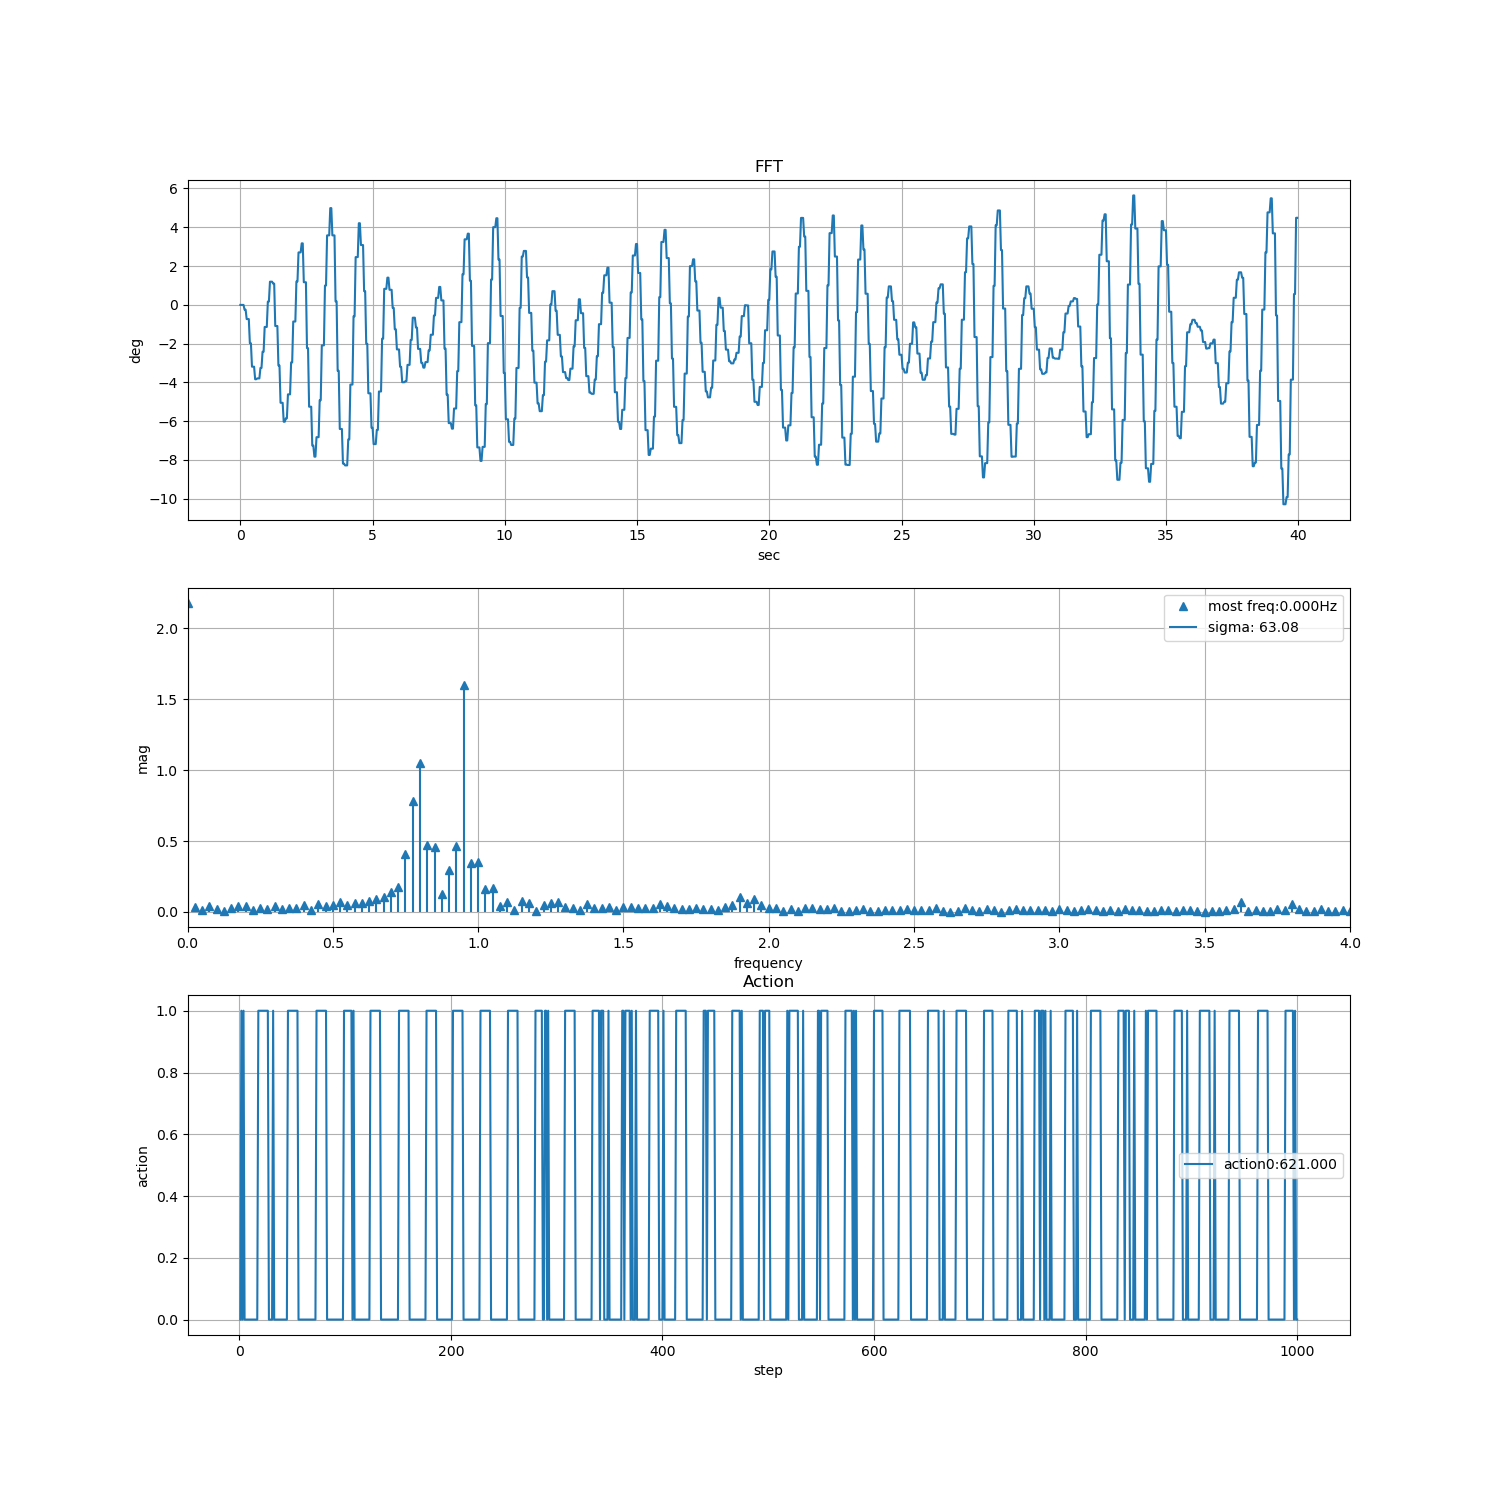 FFT
6
4
2
0
−2
−4
−6
−8
−10
deg
0 5 10 15 20 25 30 35 40
sec
most freq:0.000Hz
sigma: 63.08
2.0
1.5
1.0
0.5
0.0
mag
0.0 0.5 1.0 1.5 2.0 2.5 3.0 3.5 4.0
frequency
Action
1.0
0.8
0.6
0.4
0.2
0.0
action
action0:621.000
0 200 400 600 800 1000
step